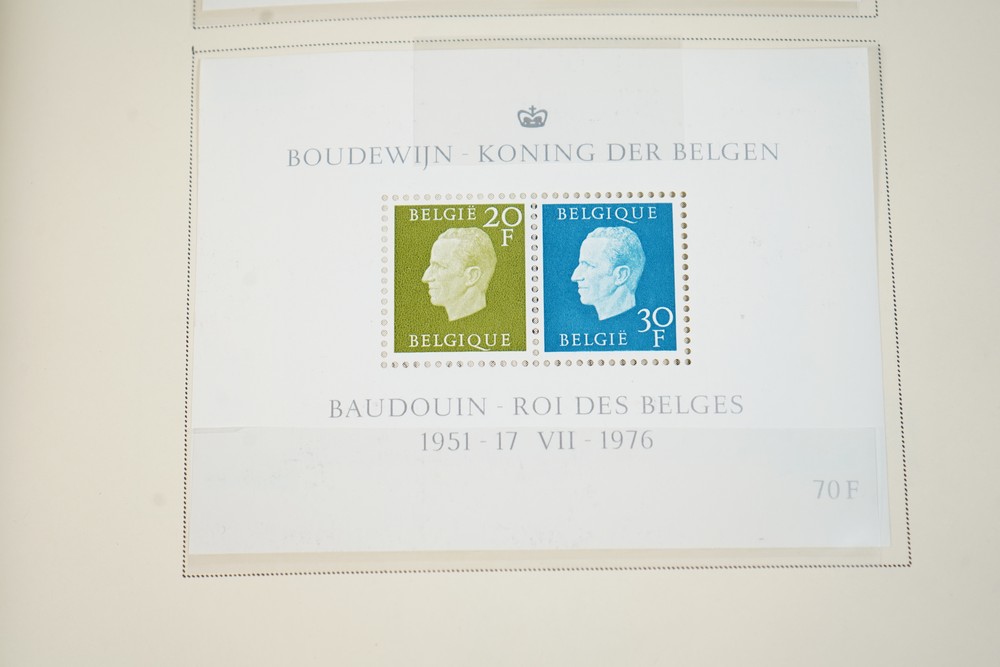 BOUDEWIJN - KONING DER BELGEN
BELGIË 20 F
BELGIQUE
BELGIQUE
30 F
BELGIË
BAUDOUIN - ROI DES BELGES
1951 - 17 VII - 1976
70 F